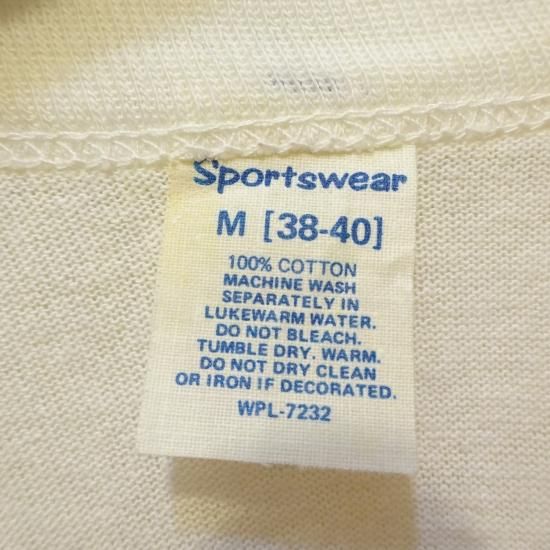 Sportswear
M [38-40]
100% COTTON
MACHINE WASH
SEPARATELY IN
LUKEWARM WATER.
DO NOT BLEACH.
TUMBLE DRY. WARM.
DO NOT DRY CLEAN
OR IRON IF DECORATED.
WPL-7232